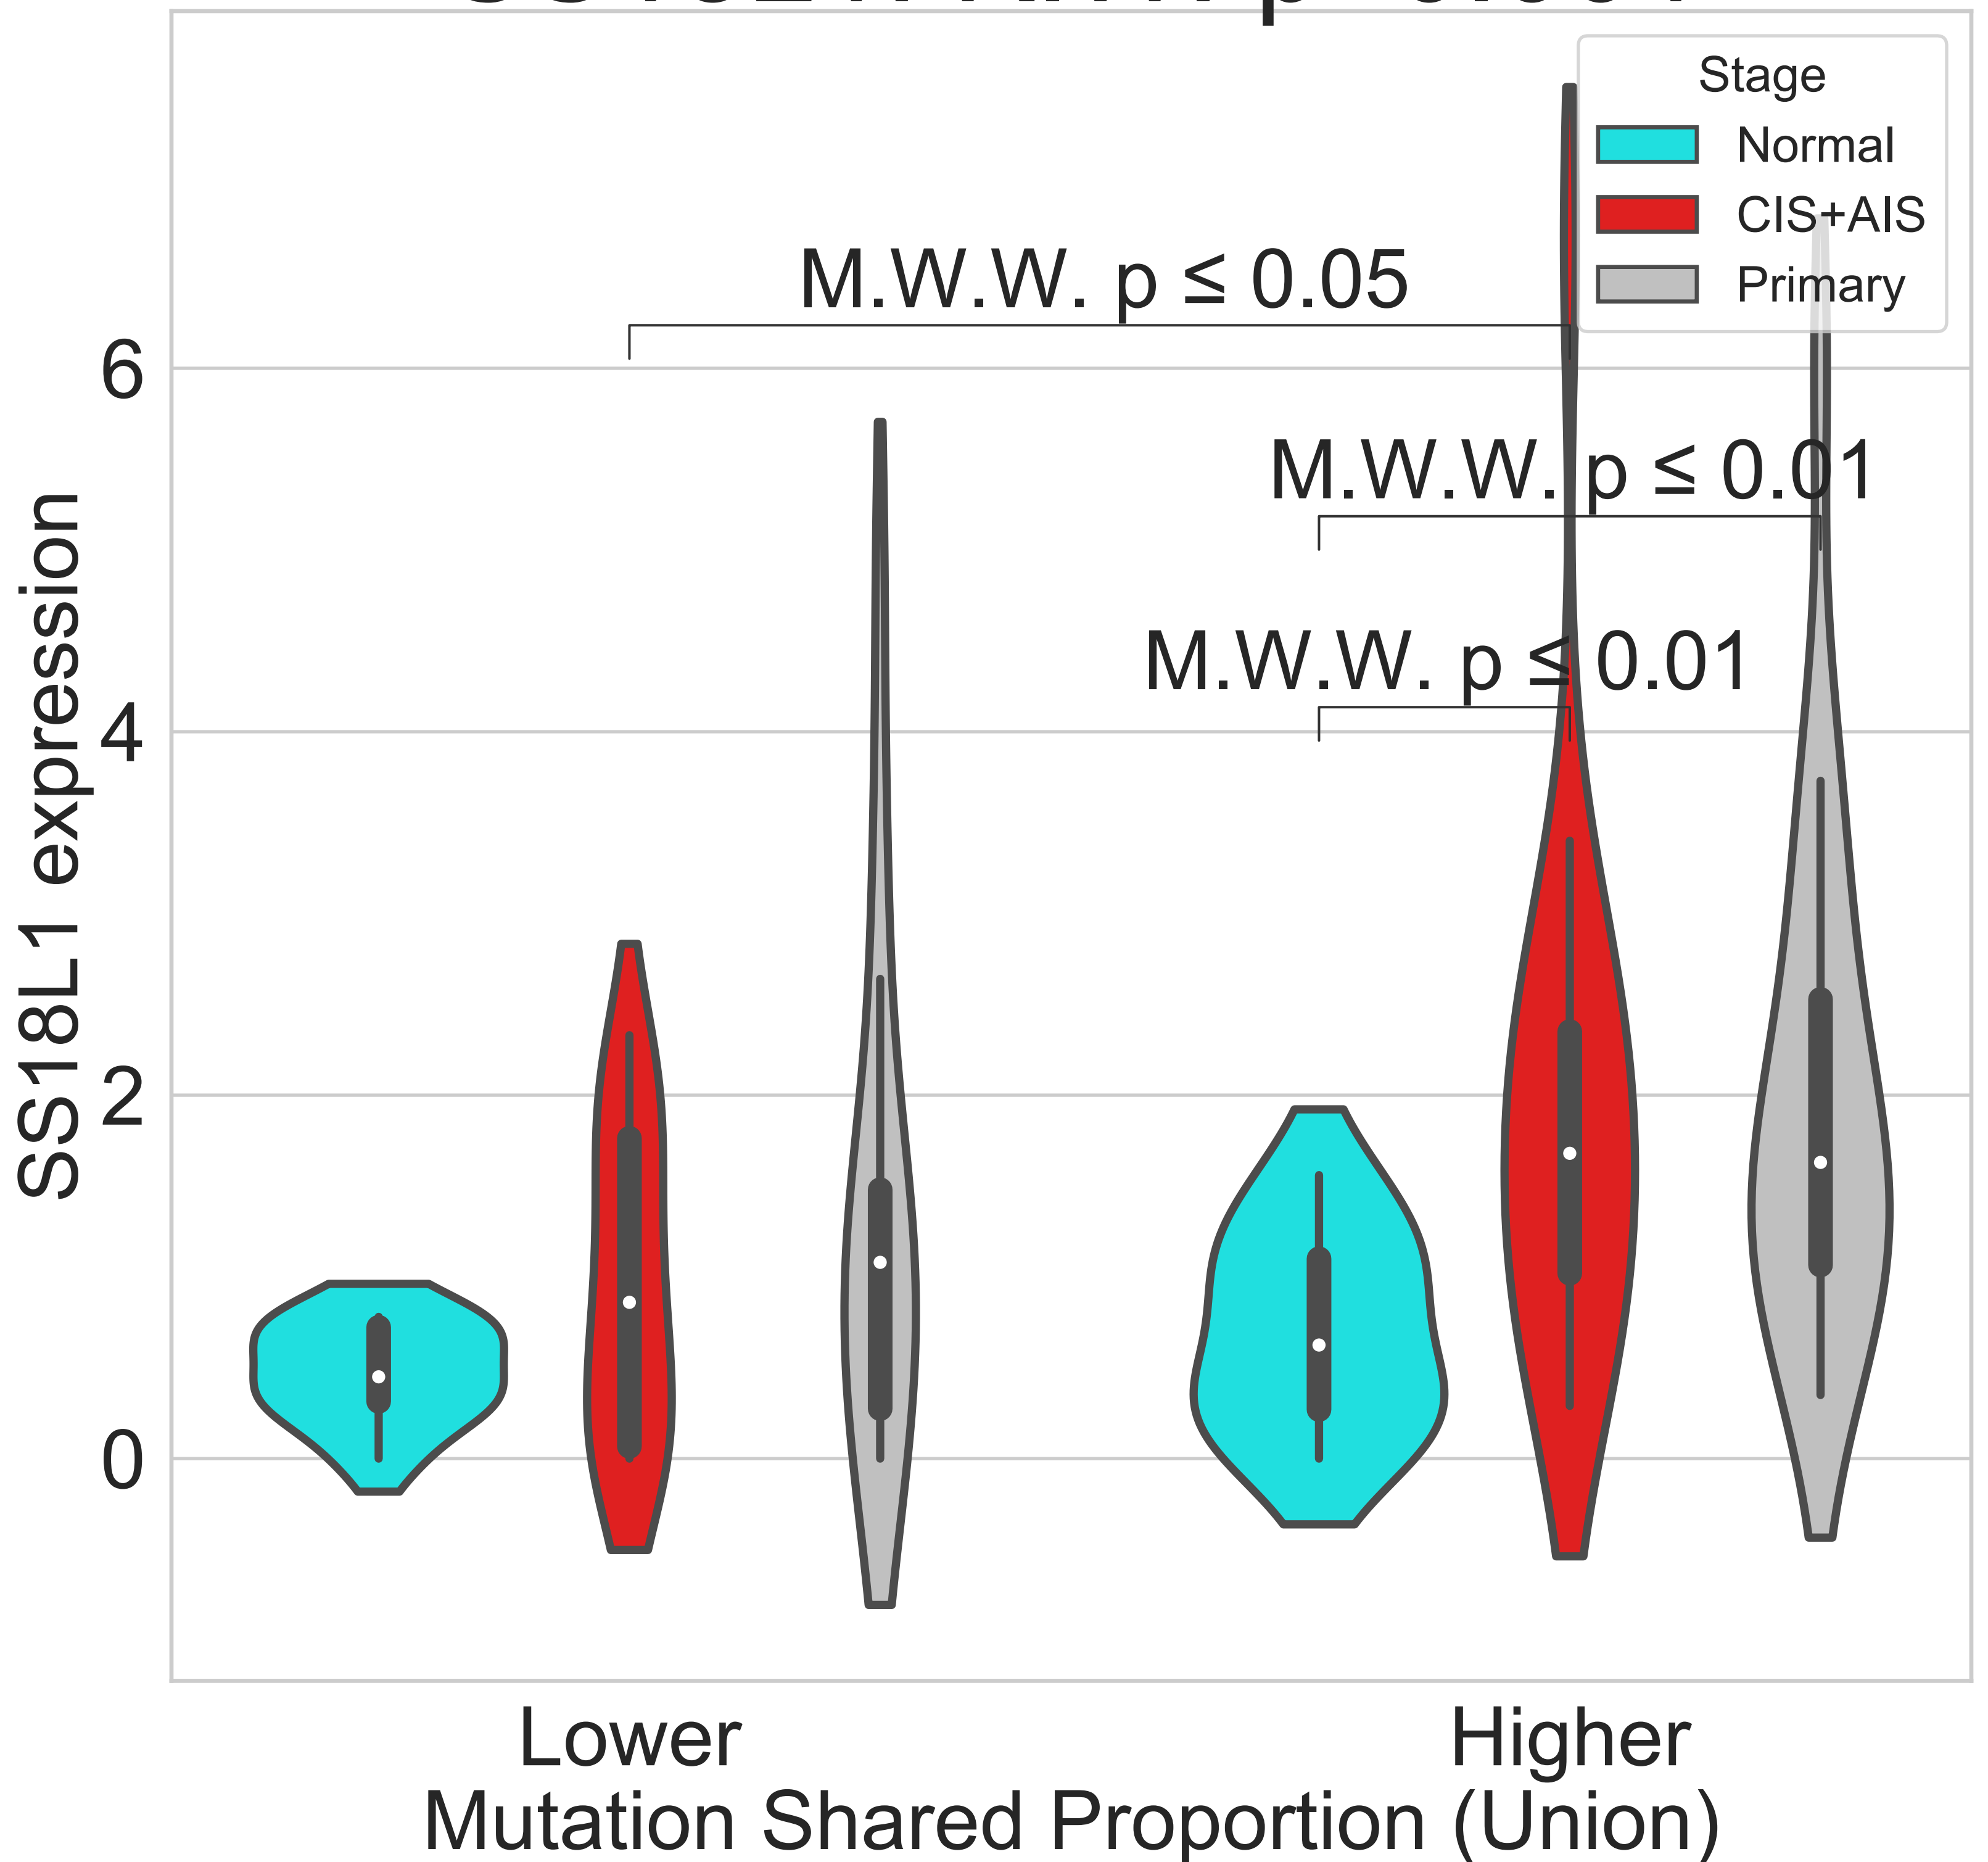 Stage
Normal
CIS+AIS
Primary
M.W.W. p ≤ 0.05
M.W.W. p ≤ 0.01
M.W.W. p ≤ 0.01
6
4
2
0
SS18L1 expression
Lower
Higher
Mutation Shared Proportion (Union)